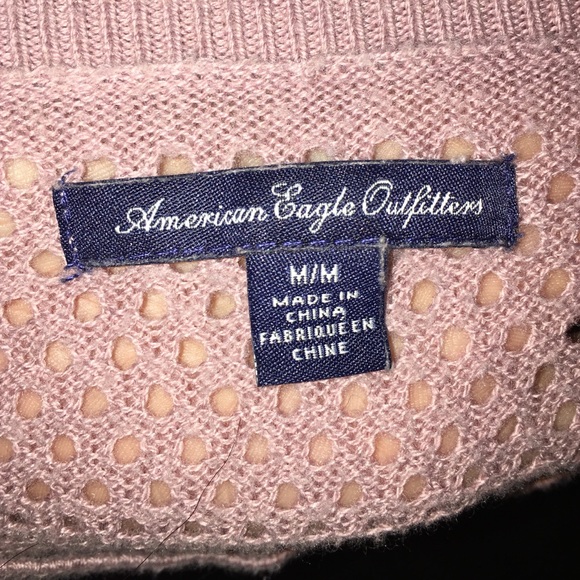 American Eagle Outfitters
M/M
MADE IN
CHINA
FABRIQUE EN
CHINE